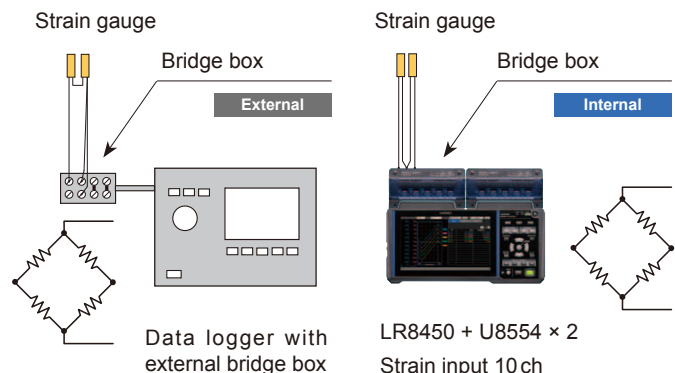 Strain gauge
Bridge box
External
Data logger with
external bridge box
Strain gauge
Bridge box
Internal
LR8450 + U8554 × 2
Strain input 10 ch